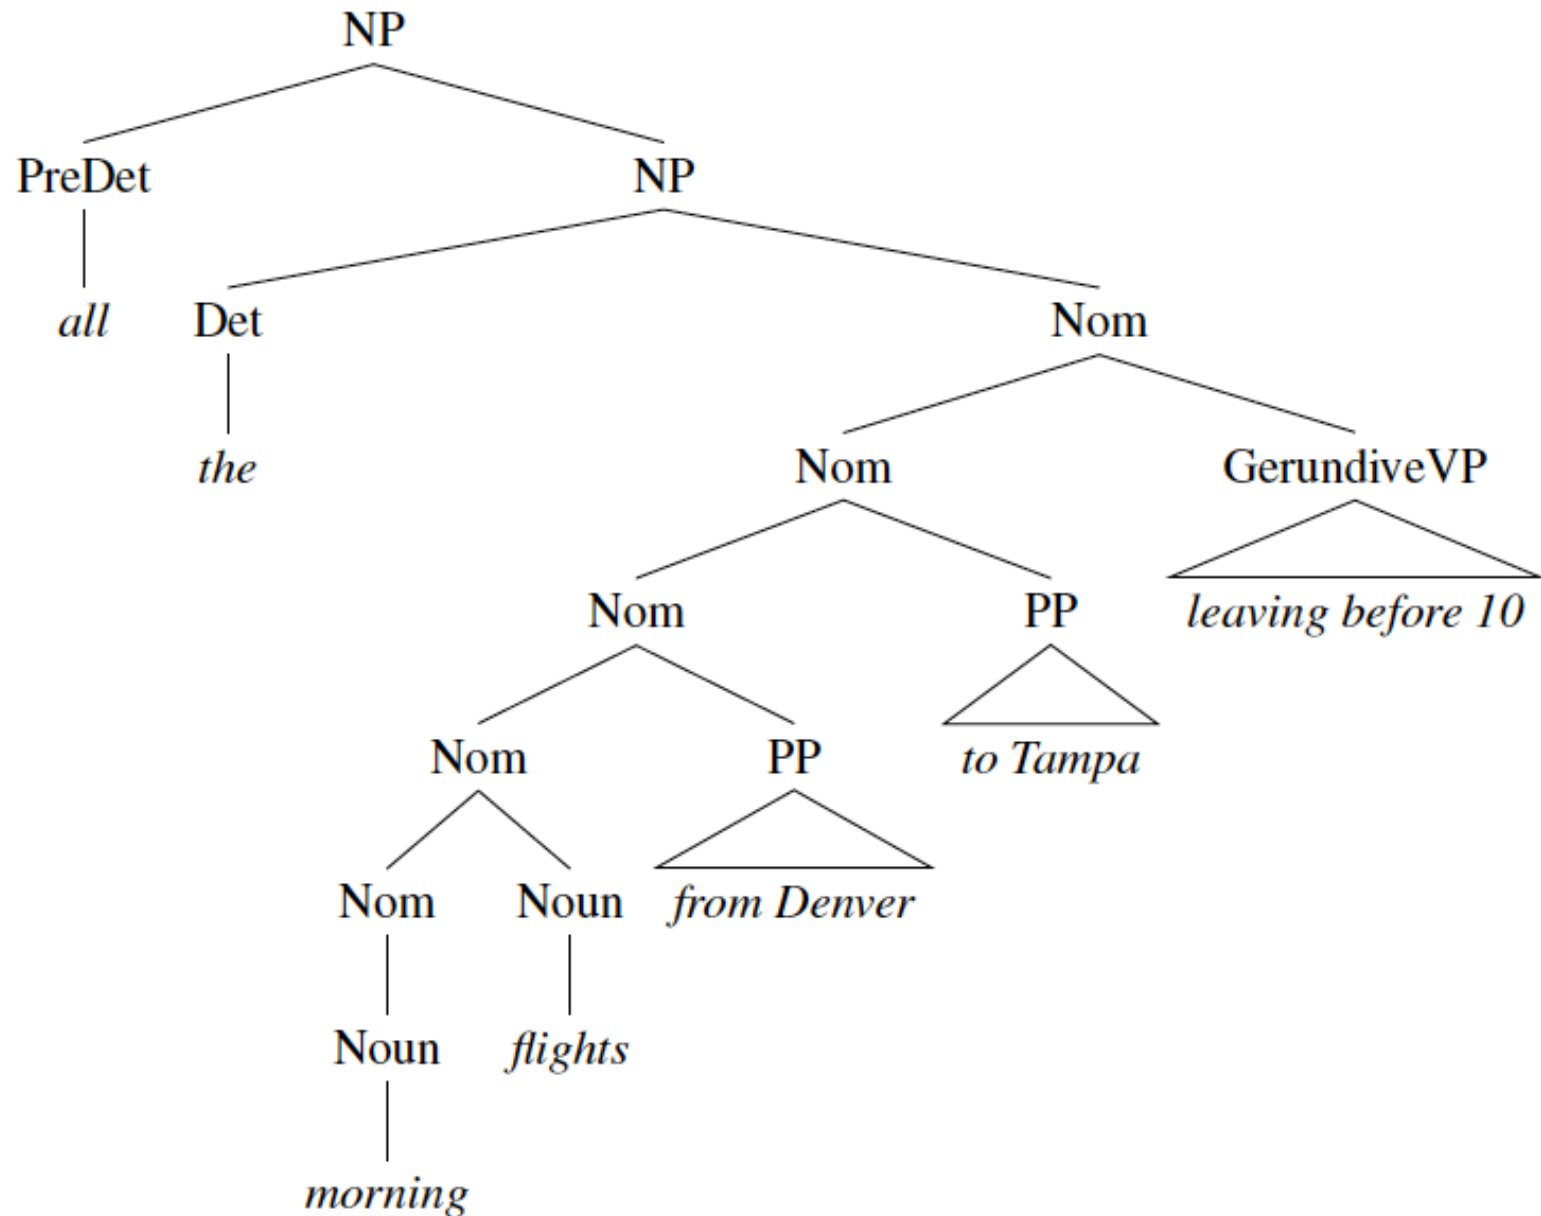 NP
PreDet NP
all Det Nom
the Nom GerundiveVP
Nom PP leaving before 10
Nom PP to Tampa
Nom Noun from Denver
Noun flights
morning